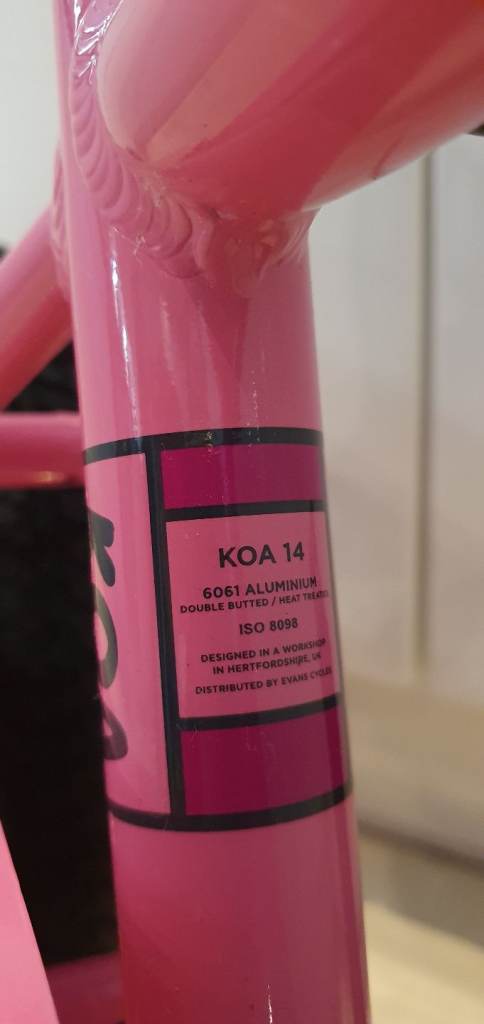 KOA
KOA 14
6061 ALUMINIUM
DOUBLE BUTTED / HEAT TREATED
ISO 8098
DESIGNED IN A WORKSHOP
IN HERTFORDSHIRE, UK
DISTRIBUTED BY EVANS CYCLES